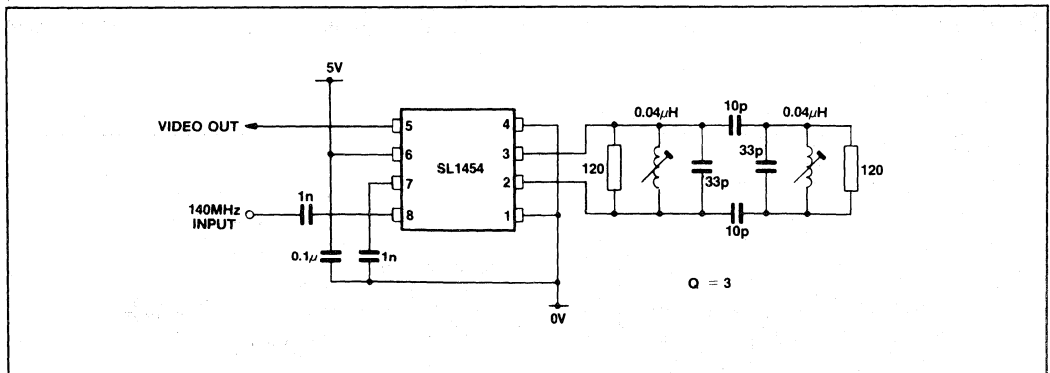 5V
VIDEO OUT
5
4
0.04µH
10p
0.04µH
6
3
SL1454
120
33p
33p
120
7
2
1n
140MHz
INPUT
8
1
10p
0.1µ
1n
Q = 3
0V